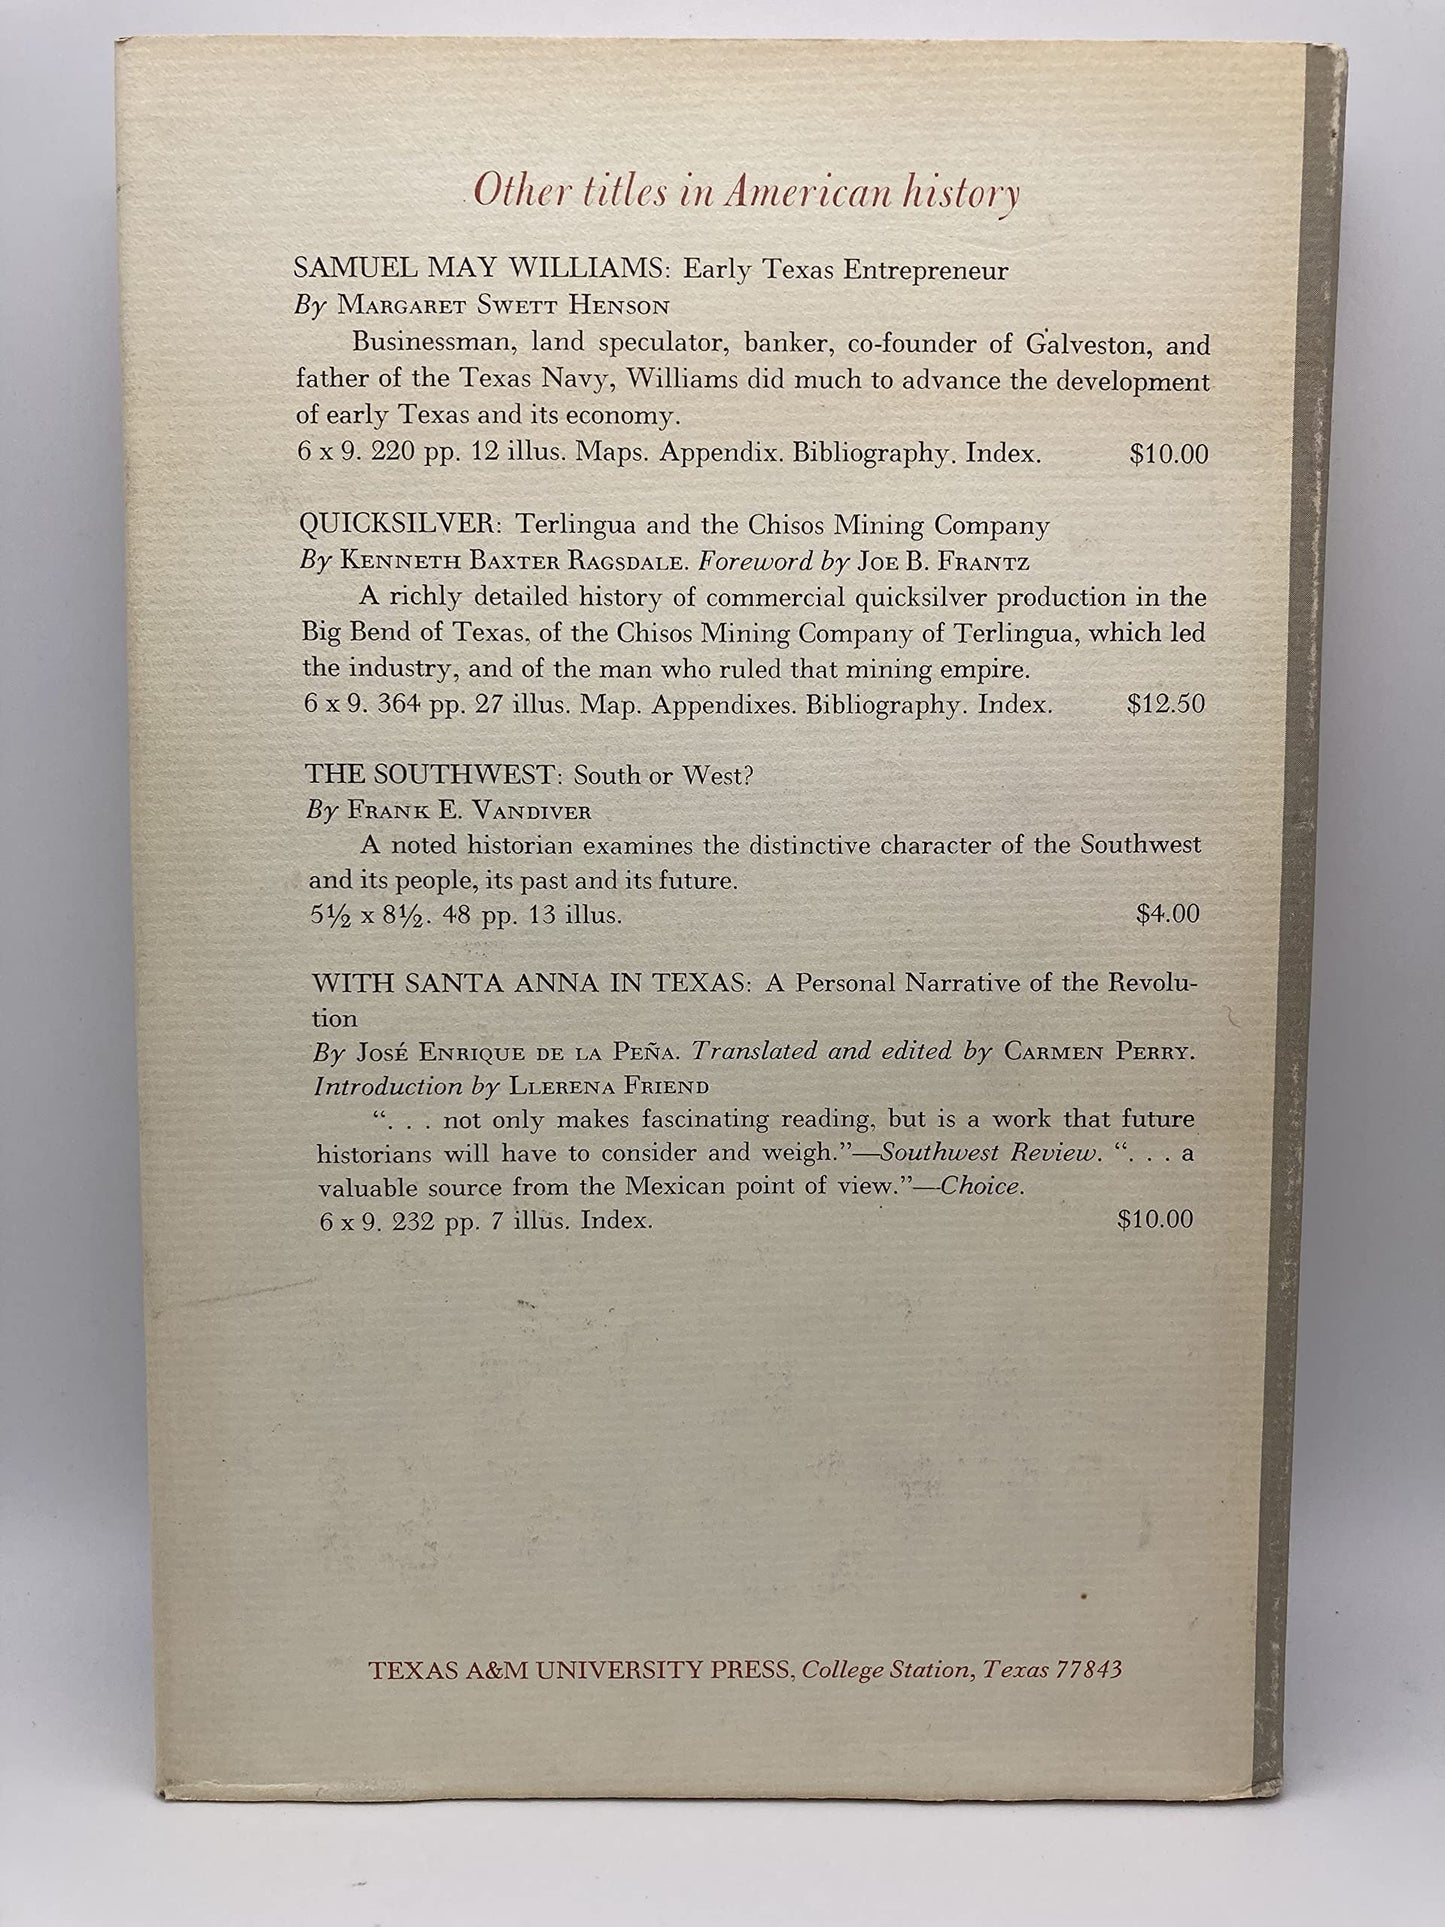 Other titles in American history
SAMUEL MAY WILLIAMS: Early Texas Entrepreneur
By MARGARET SWETT HENSON
Businessman, land speculator, banker, co-founder of Galveston, and
father of the Texas Navy, Williams did much to advance the development
of early Texas and its economy.
6 x 9. 220 pp. 12 illus. Maps. Appendix. Bibliography. Index. $10.00
QUICKSILVER: Terlingua and the Chisos Mining Company
By KENNETH BAXTER RAGSDALE. Foreword by JOE B. FRANTZ
A richly detailed history of commercial quicksilver production in the
Big Bend of Texas, of the Chisos Mining Company of Terlingua, which led
the industry, and of the man who ruled that mining empire.
6 x 9. 364 pp. 27 illus. Map. Appendixes. Bibliography. Index. $12.50
THE SOUTHWEST: South or West?
By FRANK E. VANDIVER
A noted historian examines the distinctive character of the Southwest
and its people, its past and its future.
5½ x 8½. 48 pp. 13 illus. $4.00
WITH SANTA ANNA IN TEXAS: A Personal Narrative of the Revolu-
tion
By JOSÉ ENRIQUE DE LA PEÑA. Translated and edited by CARMEN PERRY.
Introduction by LLERENA FRIEND
“. . . not only makes fascinating reading, but is a work that future
historians will have to consider and weigh.”—Southwest Review. “. . . a
valuable source from the Mexican point of view.”—Choice.
6 x 9. 232 pp. 7 illus. Index. $10.00
TEXAS A&M UNIVERSITY PRESS, College Station, Texas 77843